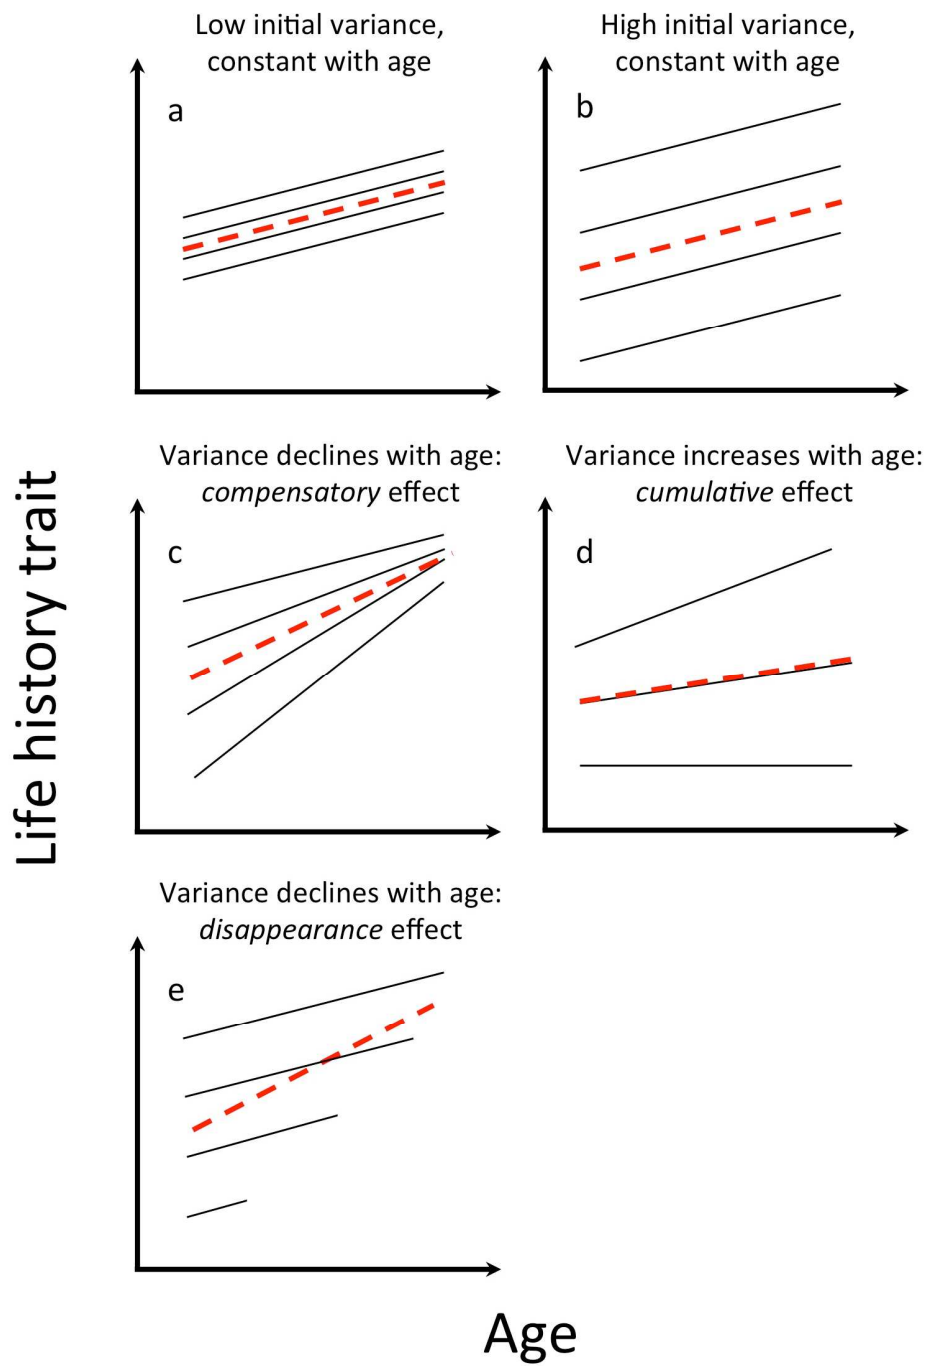 Low initial variance,
constant with age
a
High initial variance,
constant with age
b
Variance declines with age:
compensatory effect
c
Variance increases with age:
cumulative effect
d
Variance declines with age:
disappearance effect
e
Life history trait
Age